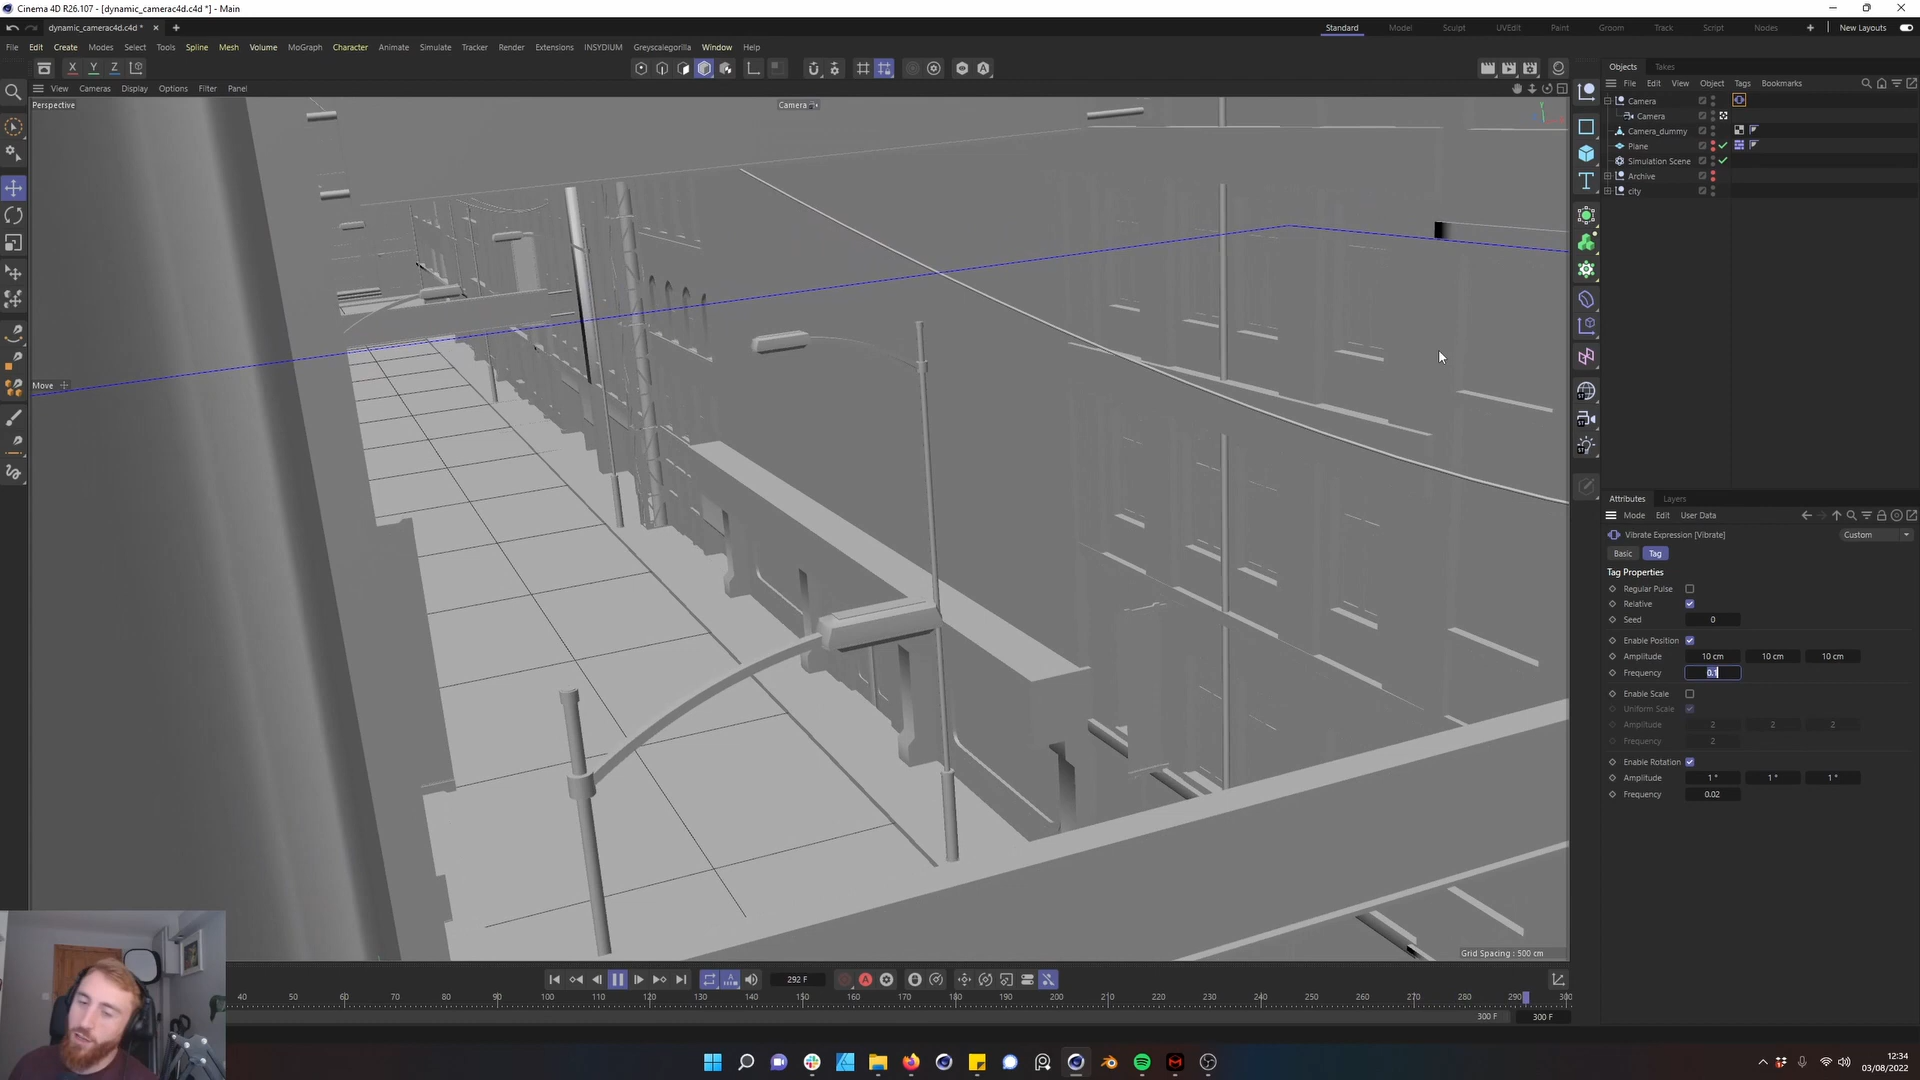 Cinema 4D R26.107 - [dynamic_camerac4d.c4d *] - Main
dynamic_camerac4d.c4d *
Standard Model Sculpt UVEdit Paint Groom Track Script Nodes New Layouts
File Edit Create Modes Select Tools Spline Mesh Volume MoGraph Character Animate Simulate Tracker Render Extensions INSYDIUM Greyscalegorilla Window Help
X Y Z
View Cameras Display Options Filter Panel
Perspective
Camera
Y
Move
Grid Spacing : 500 cm
Objects Takes
File Edit View Object Tags Bookmarks
Camera
Camera
Camera_dummy
Plane
Simulation Scene
Archive
city
Attributes Layers
Mode Edit User Data
Vibrate Expression [Vibrate] Custom
Basic Tag
Tag Properties
Regular Pulse
Relative
Seed 0
Enable Position
Amplitude 10 cm 10 cm 10 cm
Frequency 0.1
Enable Scale
Uniform Scale
Amplitude 2 2 2
Frequency 2
Enable Rotation
Amplitude 1 ° 1 ° 1 °
Frequency 0.02
292 F
40 50 60 70 80 90 100 110 120 130 140 150 160 170 180 190 200 210 220 230 240 250 260 270 280 290 300
300 F 300 F
12:34
03/08/2022